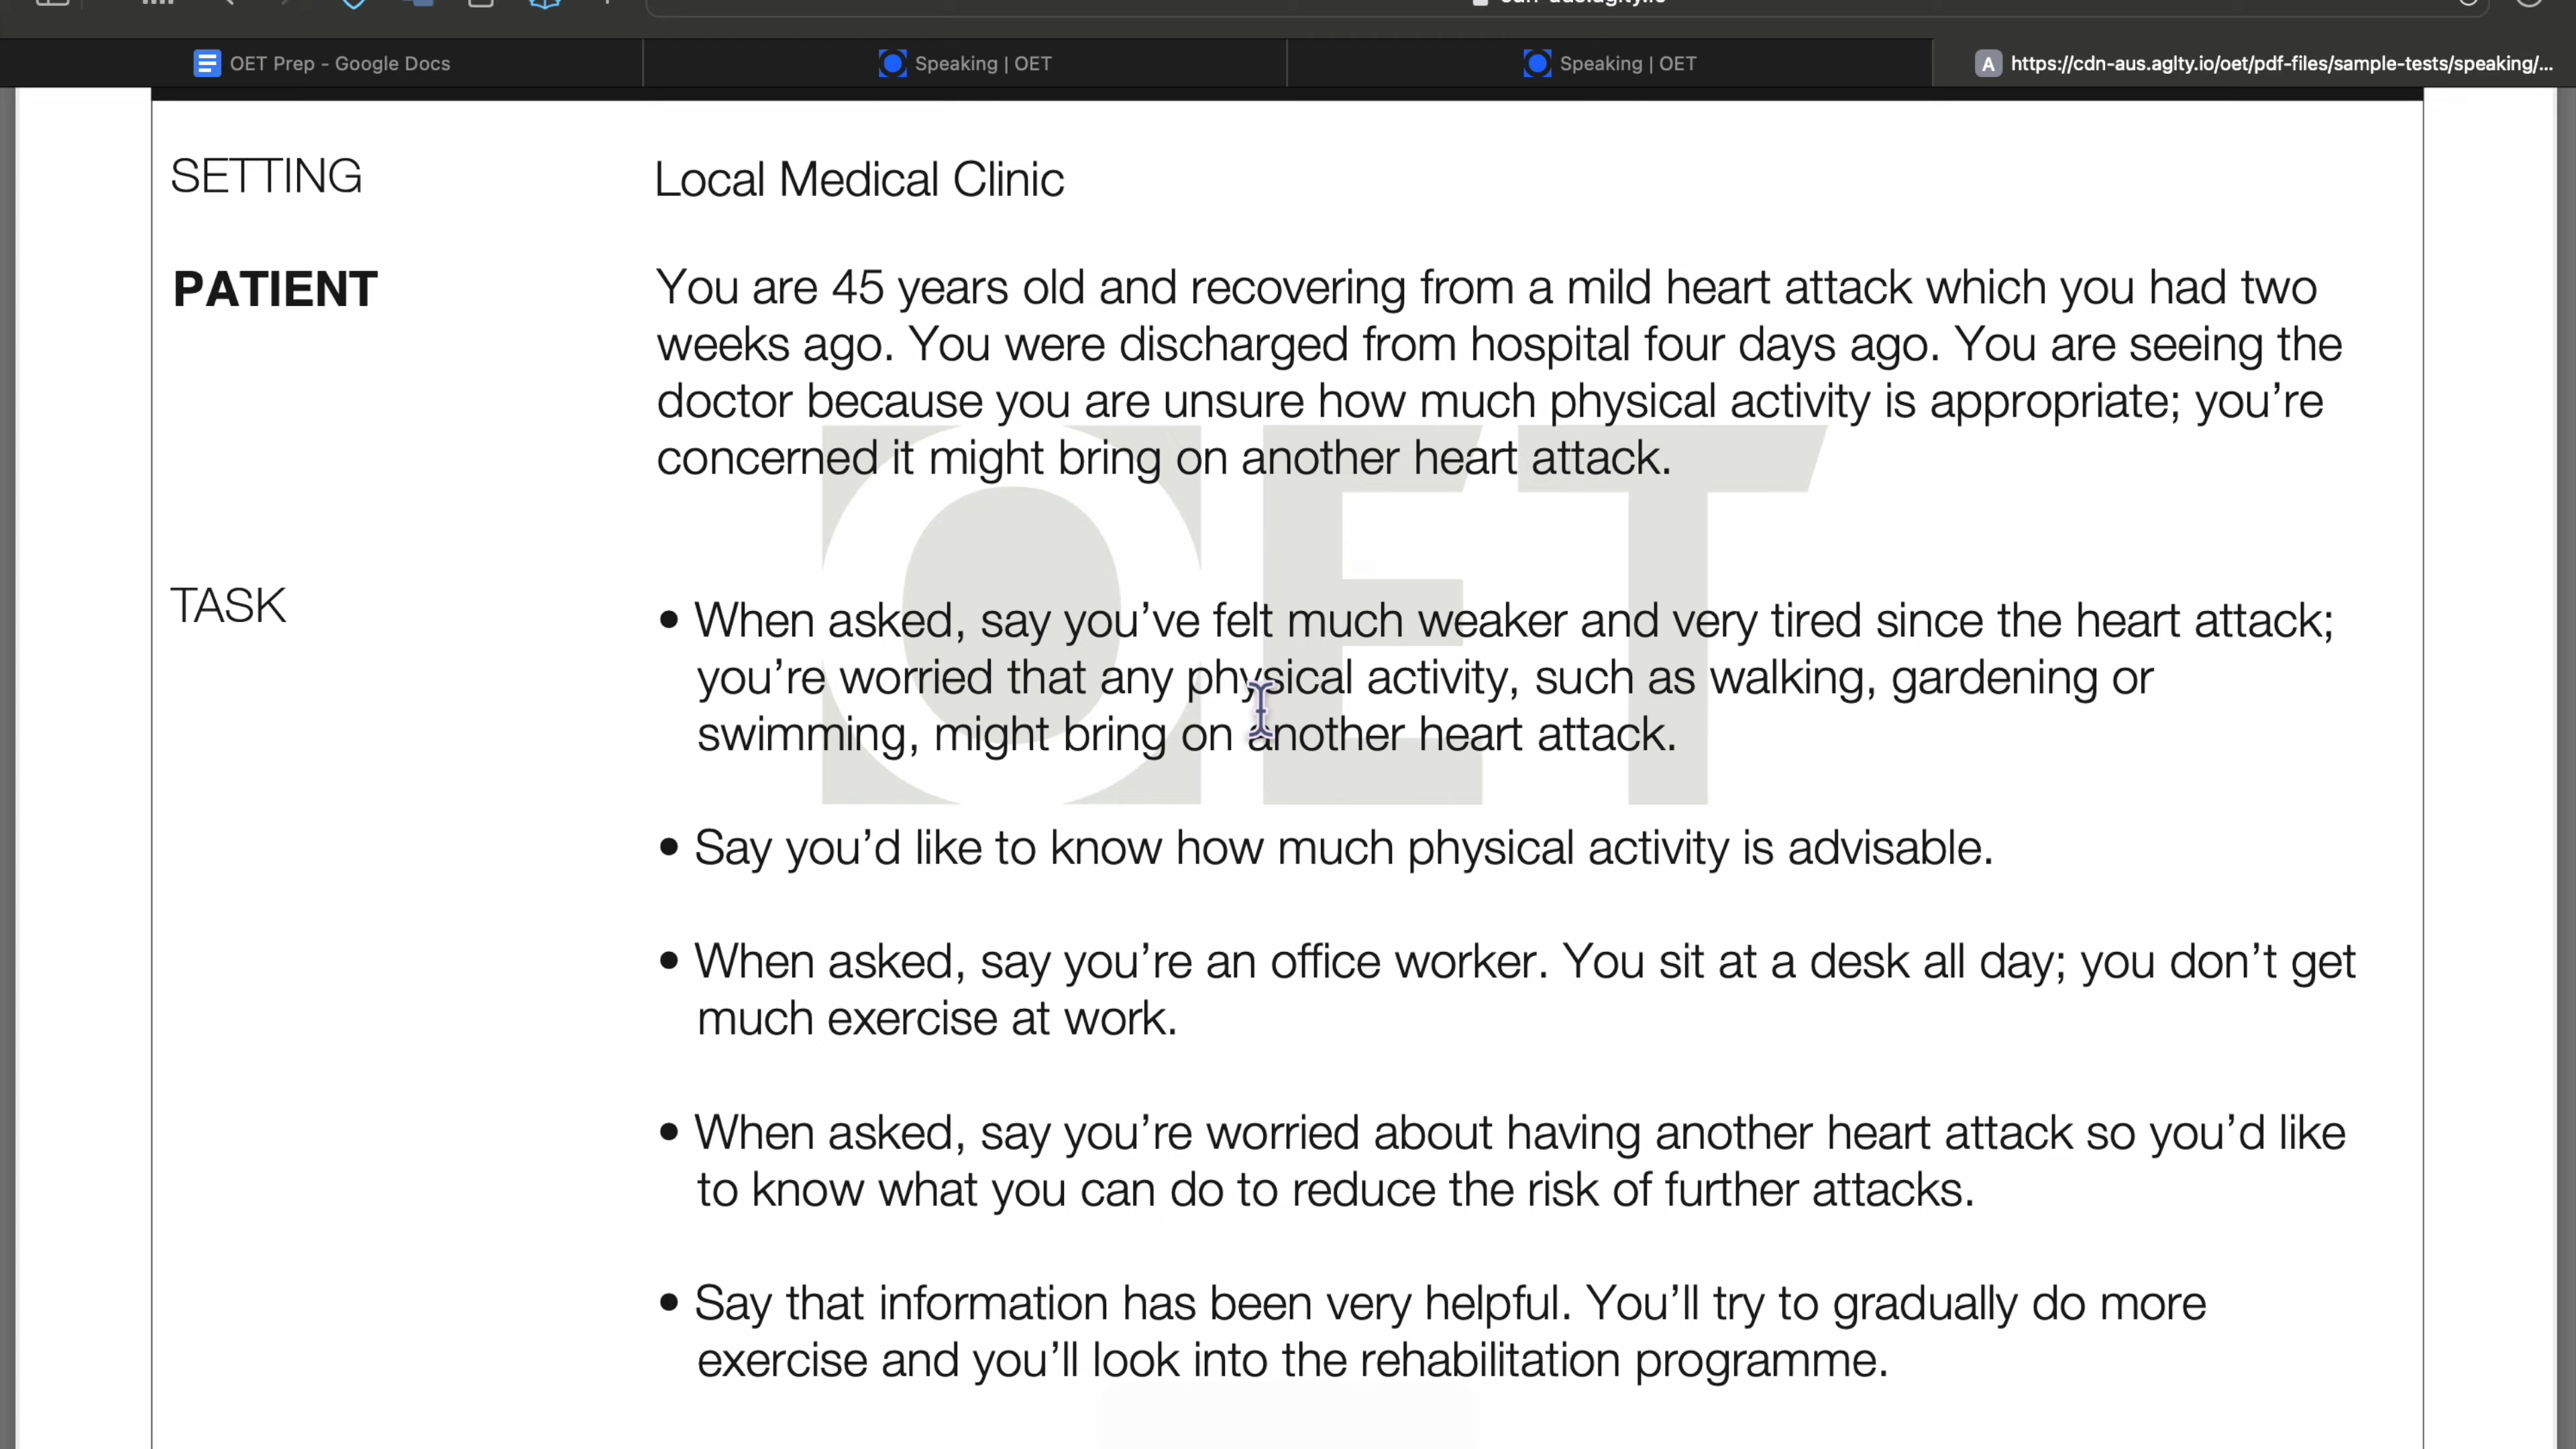 OET Prep - Google Docs
Speaking | OET
Speaking | OET
A
https://cdn-aus.aglty.io/oet/pdf-files/sample-tests/speaking/...
SETTING
Local Medical Clinic
PATIENT
You are 45 years old and recovering from a mild heart attack which you had two
weeks ago. You were discharged from hospital four days ago. You are seeing the
doctor because you are unsure how much physical activity is appropriate; you're
concerned it might bring on another heart attack.
OET
TASK
• When asked, say you've felt much weaker and very tired since the heart attack;
you're worried that any physical activity, such as walking, gardening or
swimming, might bring on another heart attack.
• Say you'd like to know how much physical activity is advisable.
• When asked, say you're an office worker. You sit at a desk all day; you don't get
much exercise at work.
• When asked, say you're worried about having another heart attack so you'd like
to know what you can do to reduce the risk of further attacks.
• Say that information has been very helpful. You'll try to gradually do more
exercise and you'll look into the rehabilitation programme.